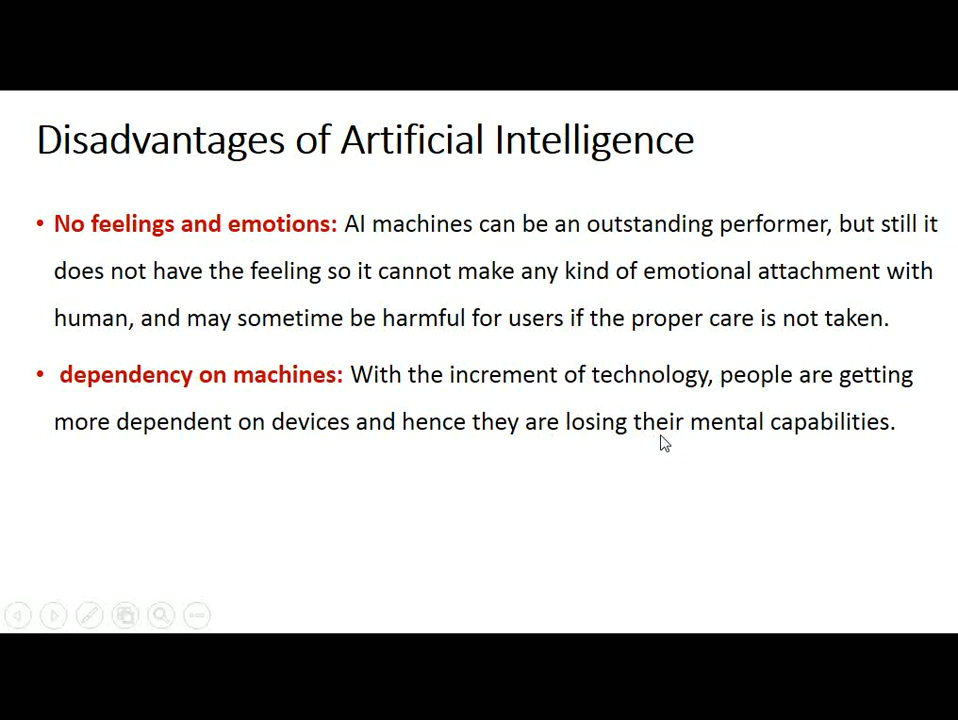 Disadvantages of Artificial Intelligence
• No feelings and emotions: AI machines can be an outstanding performer, but still it
does not have the feeling so it cannot make any kind of emotional attachment with
human, and may sometime be harmful for users if the proper care is not taken.
• dependency on machines: With the increment of technology, people are getting
more dependent on devices and hence they are losing their mental capabilities.